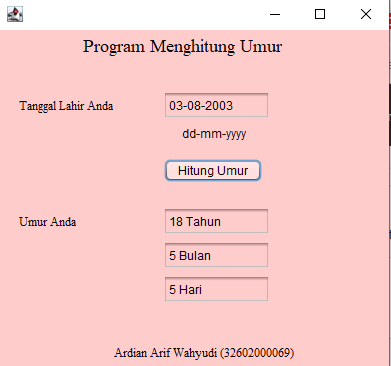 Program Menghitung Umur
Tanggal Lahir Anda 03-08-2003
dd-mm-yyyy
Hitung Umur
Umur Anda 18 Tahun
5 Bulan
5 Hari
Ardian Arif Wahyudi (32602000069)